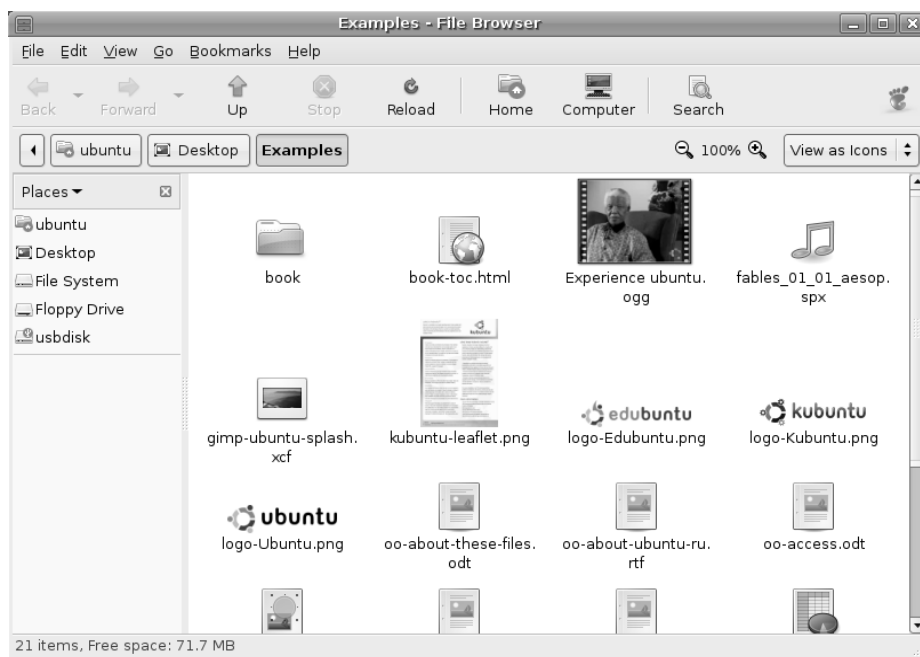 Examples - File Browser
File Edit View Go Bookmarks Help
Back Forward Up Stop Reload Home Computer Search
ubuntu Desktop Examples 100% View as Icons
Places
ubuntu
Desktop
File System
Floppy Drive
usbdisk
book
book-toc.html
Experience ubuntu.
ogg
fables_01_01_aesop.
spx
kubuntu
gimp-ubuntu-splash.
xcf
kubuntu-leaflet.png
edubuntu
logo-Edubuntu.png
kubuntu
logo-Kubuntu.png
ubuntu
logo-Ubuntu.png
oo-about-these-files.
odt
oo-about-ubuntu-ru.
rtf
oo-access.odt
21 items, Free space: 71.7 MB